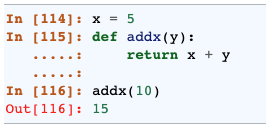 In [114]: x = 5
In [115]: def addx(y):
   .....:     return x + y
   .....:
In [116]: addx(10)
Out[116]: 15